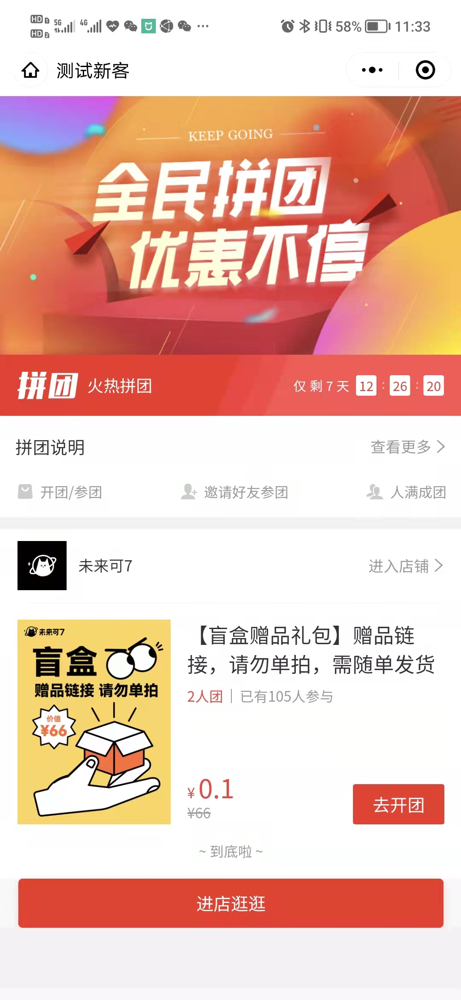 HD 1 5G 4G 58% 11:33
HD 2
测试新客
KEEP GOING
全民拼团
优惠不停
拼团 火热拼团 仅剩7天 12 : 26 : 20
拼团说明 查看更多
开团/参团 邀请好友参团 人满成团
未来可7 进入店铺
未来可7
盲盒
赠品链接 请勿单拍
价值
¥66
【盲盒赠品礼包】赠品链
接，请勿单拍，需随单发货
2人团 | 已有105人参与
¥0.1
¥66
去开团
~ 到底啦 ~
进店逛逛